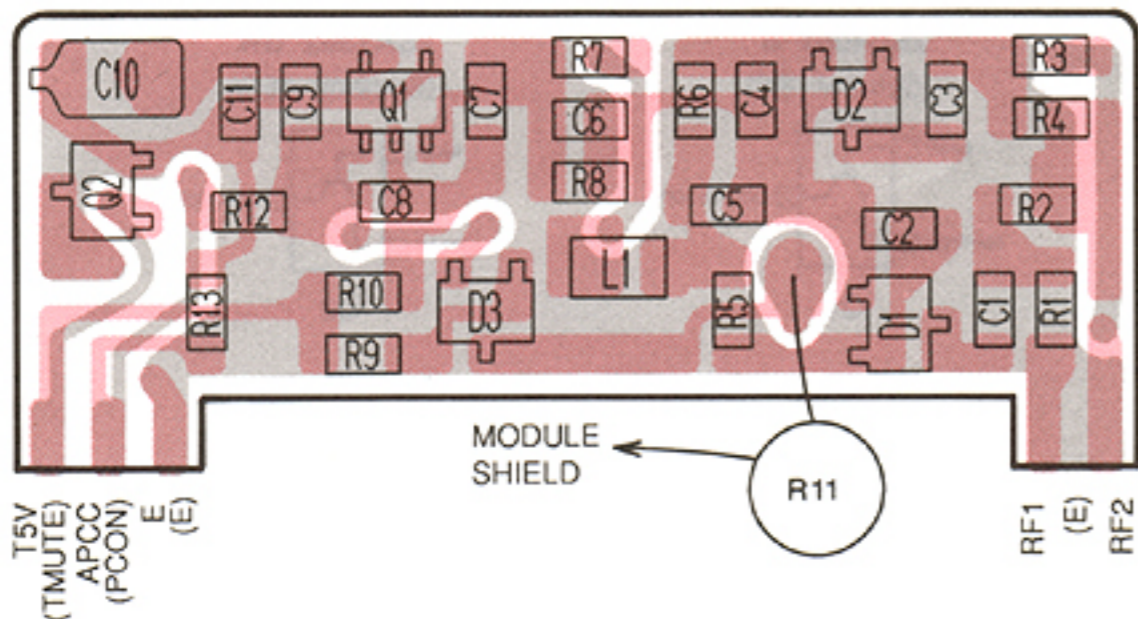 C10
C11
C9
Q1
C7
R7
C6
R8
R6
C4
D2
C3
R3
R4
Q2
R12
C8
C5
C2
R2
R13
R10
R9
D3
L1
R5
D1
C1
R1
MODULE
SHIELD
R11
T5V
(TMUTE)
APCC
(PCON)
E
(E)
RF1
(E)
RF2